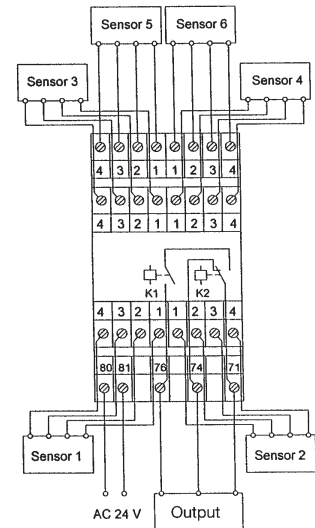 Sensor 5 Sensor 6
Sensor 3 Sensor 4
4 3 2 1 1 2 3 4
4 3 2 1 1 2 3 4
K1 K2
4 3 2 1 1 2 3 4
80 81 76 74 71
Sensor 1 Sensor 2
AC 24 V Output